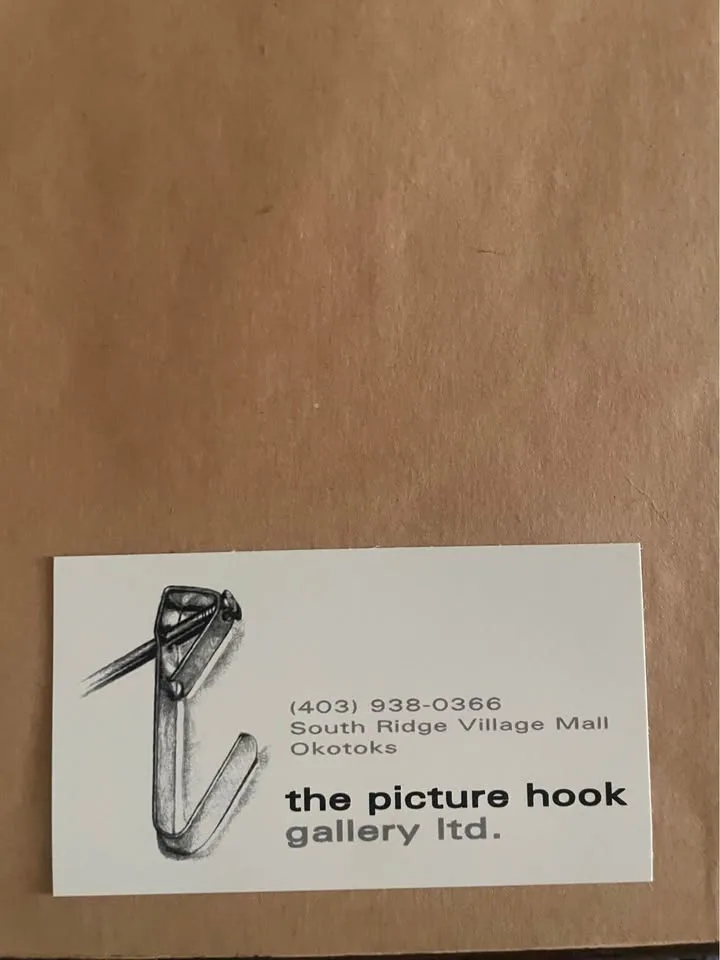 (403) 938-0366
South Ridge Village Mall
Okotoks
the picture hook
gallery ltd.